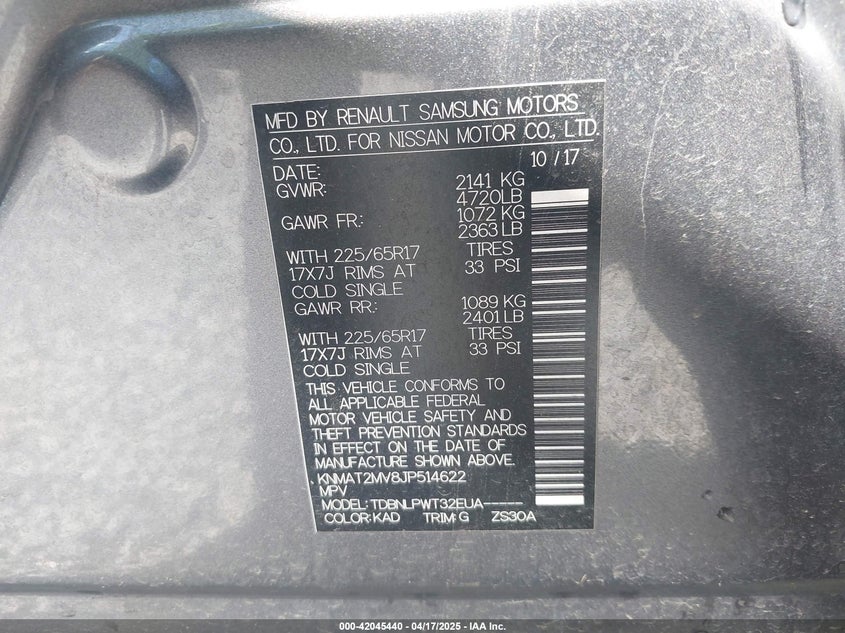 MFD BY RENAULT SAMSUNG MOTORS
CO., LTD. FOR NISSAN MOTOR CO., LTD.
DATE: 10 / 17
GVWR: 2141 KG
4720LB
GAWR FR: 1072 KG
2363 LB
WITH 225/65R17 TIRES
17X7J RIMS AT 33 PSI
COLD SINGLE
GAWR RR: 1089 KG
2401 LB
WITH 225/65R17 TIRES
17X7J RIMS AT 33 PSI
COLD SINGLE
THIS VEHICLE CONFORMS TO
ALL APPLICABLE FEDERAL
MOTOR VEHICLE SAFETY AND
THEFT PREVENTION STANDARDS
IN EFFECT ON THE DATE OF
MANUFACTURE SHOWN ABOVE.
KNMAT2MV8JP514622
MPV
MODEL: TDBNLPWT32EUA-----
COLOR: KAD TRIM: G ZS30A
000-42045440 - 04/17/2025 - IAA Inc.